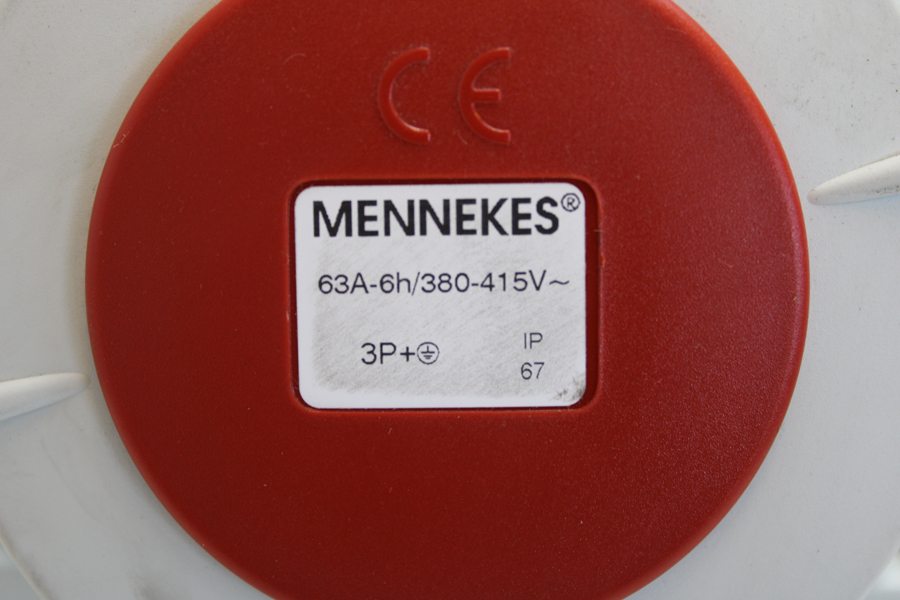 CE
MENNEKES®
63A-6h/380-415V~
3P+⏚
IP
67